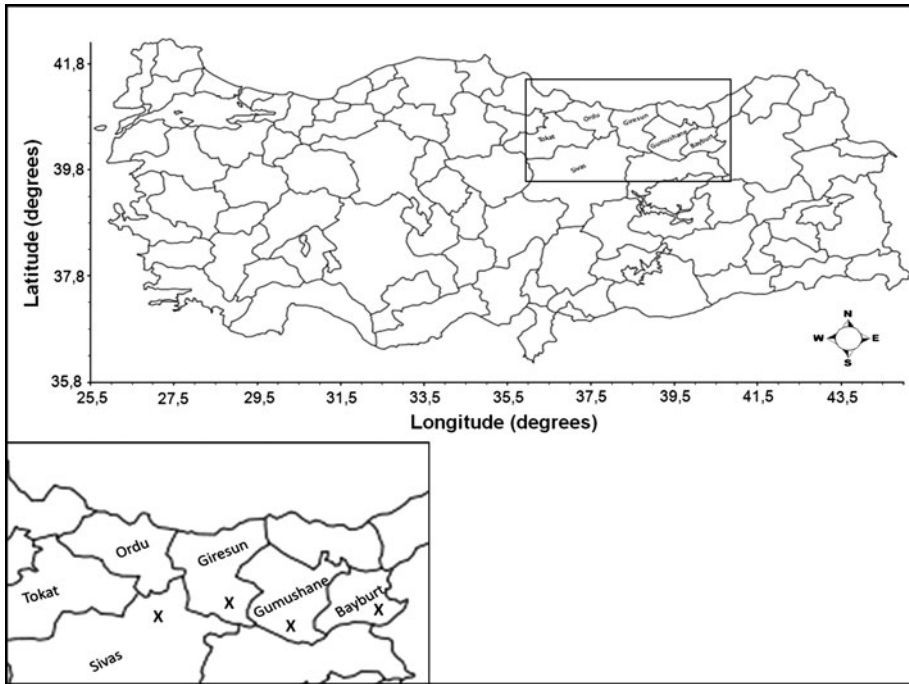 41,8
39,8
37,8
35,8
Latitude (degrees)
25,5 27,5 29,5 31,5 33,5 35,5 37,5 39,5 41,5 43,5
Longitude (degrees)
Ordu
Giresun
Tokat
Gumushane
Bayburt
Sivas
N
W E
S
Ordu
Giresun
Tokat
Gumushane
Bayburt
X
X
X
X
Sivas